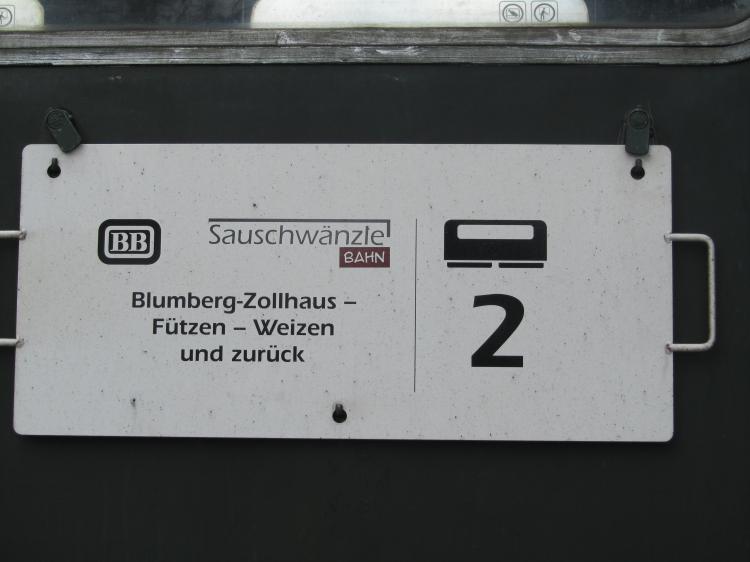 BB
Sauschwänzle
BAHN
Blumberg-Zollhaus –
Fützen – Weizen
und zurück
2